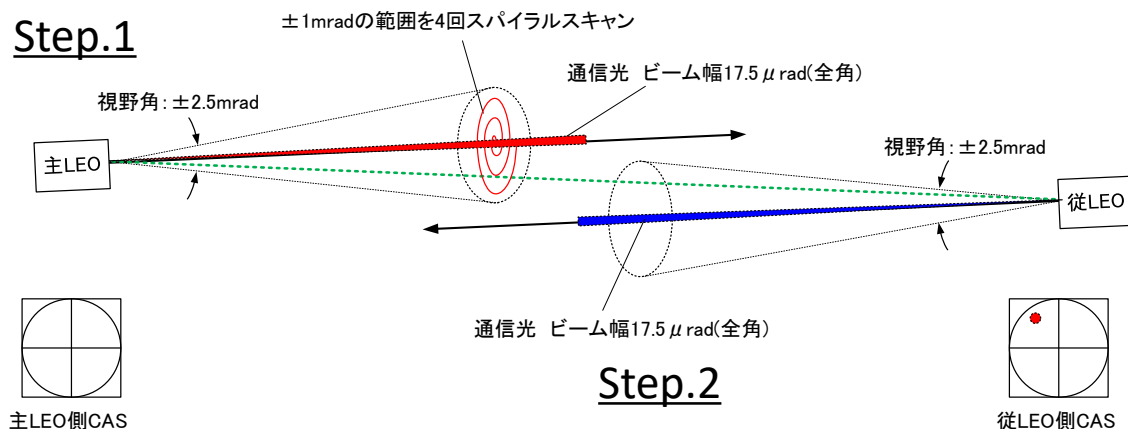 Step.1
±1mradの範囲を4回スパイラルスキャン
通信光 ビーム幅17.5μrad(全角)
視野角:±2.5mrad
視野角:±2.5mrad
主LEO
従LEO
通信光 ビーム幅17.5μrad(全角)
Step.2
主LEO側CAS
従LEO側CAS